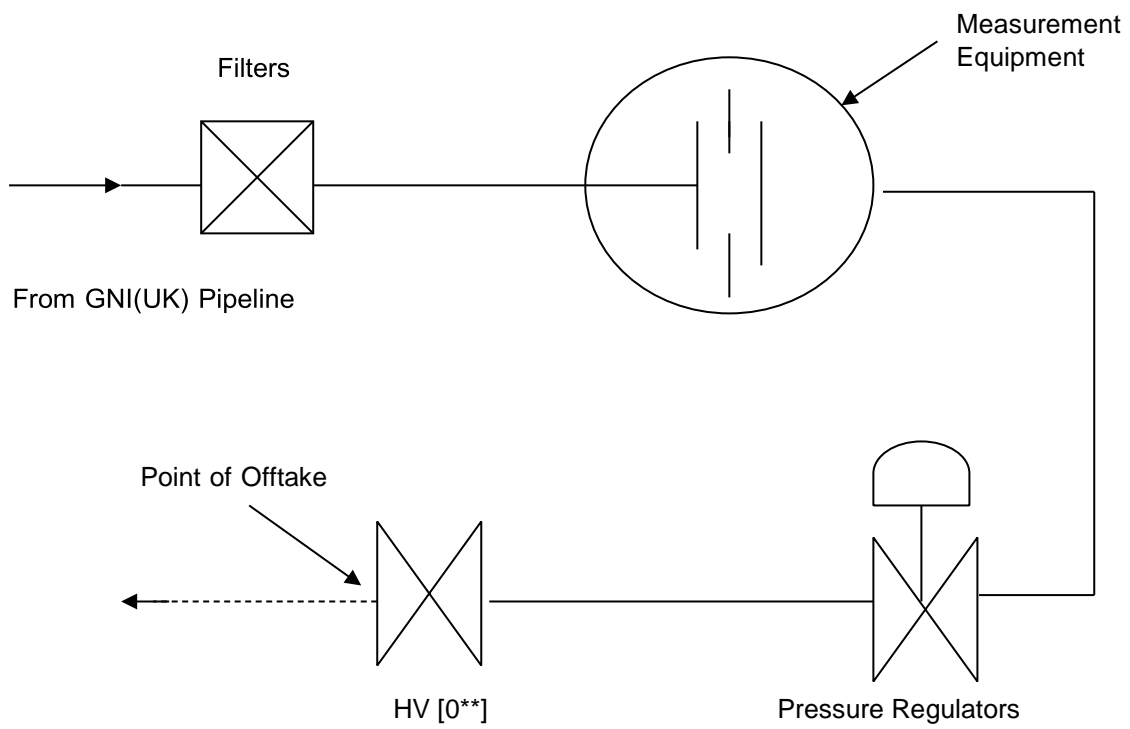 Measurement
Equipment
Filters
From GNI(UK) Pipeline
Point of Offtake
HV [0**]
Pressure Regulators